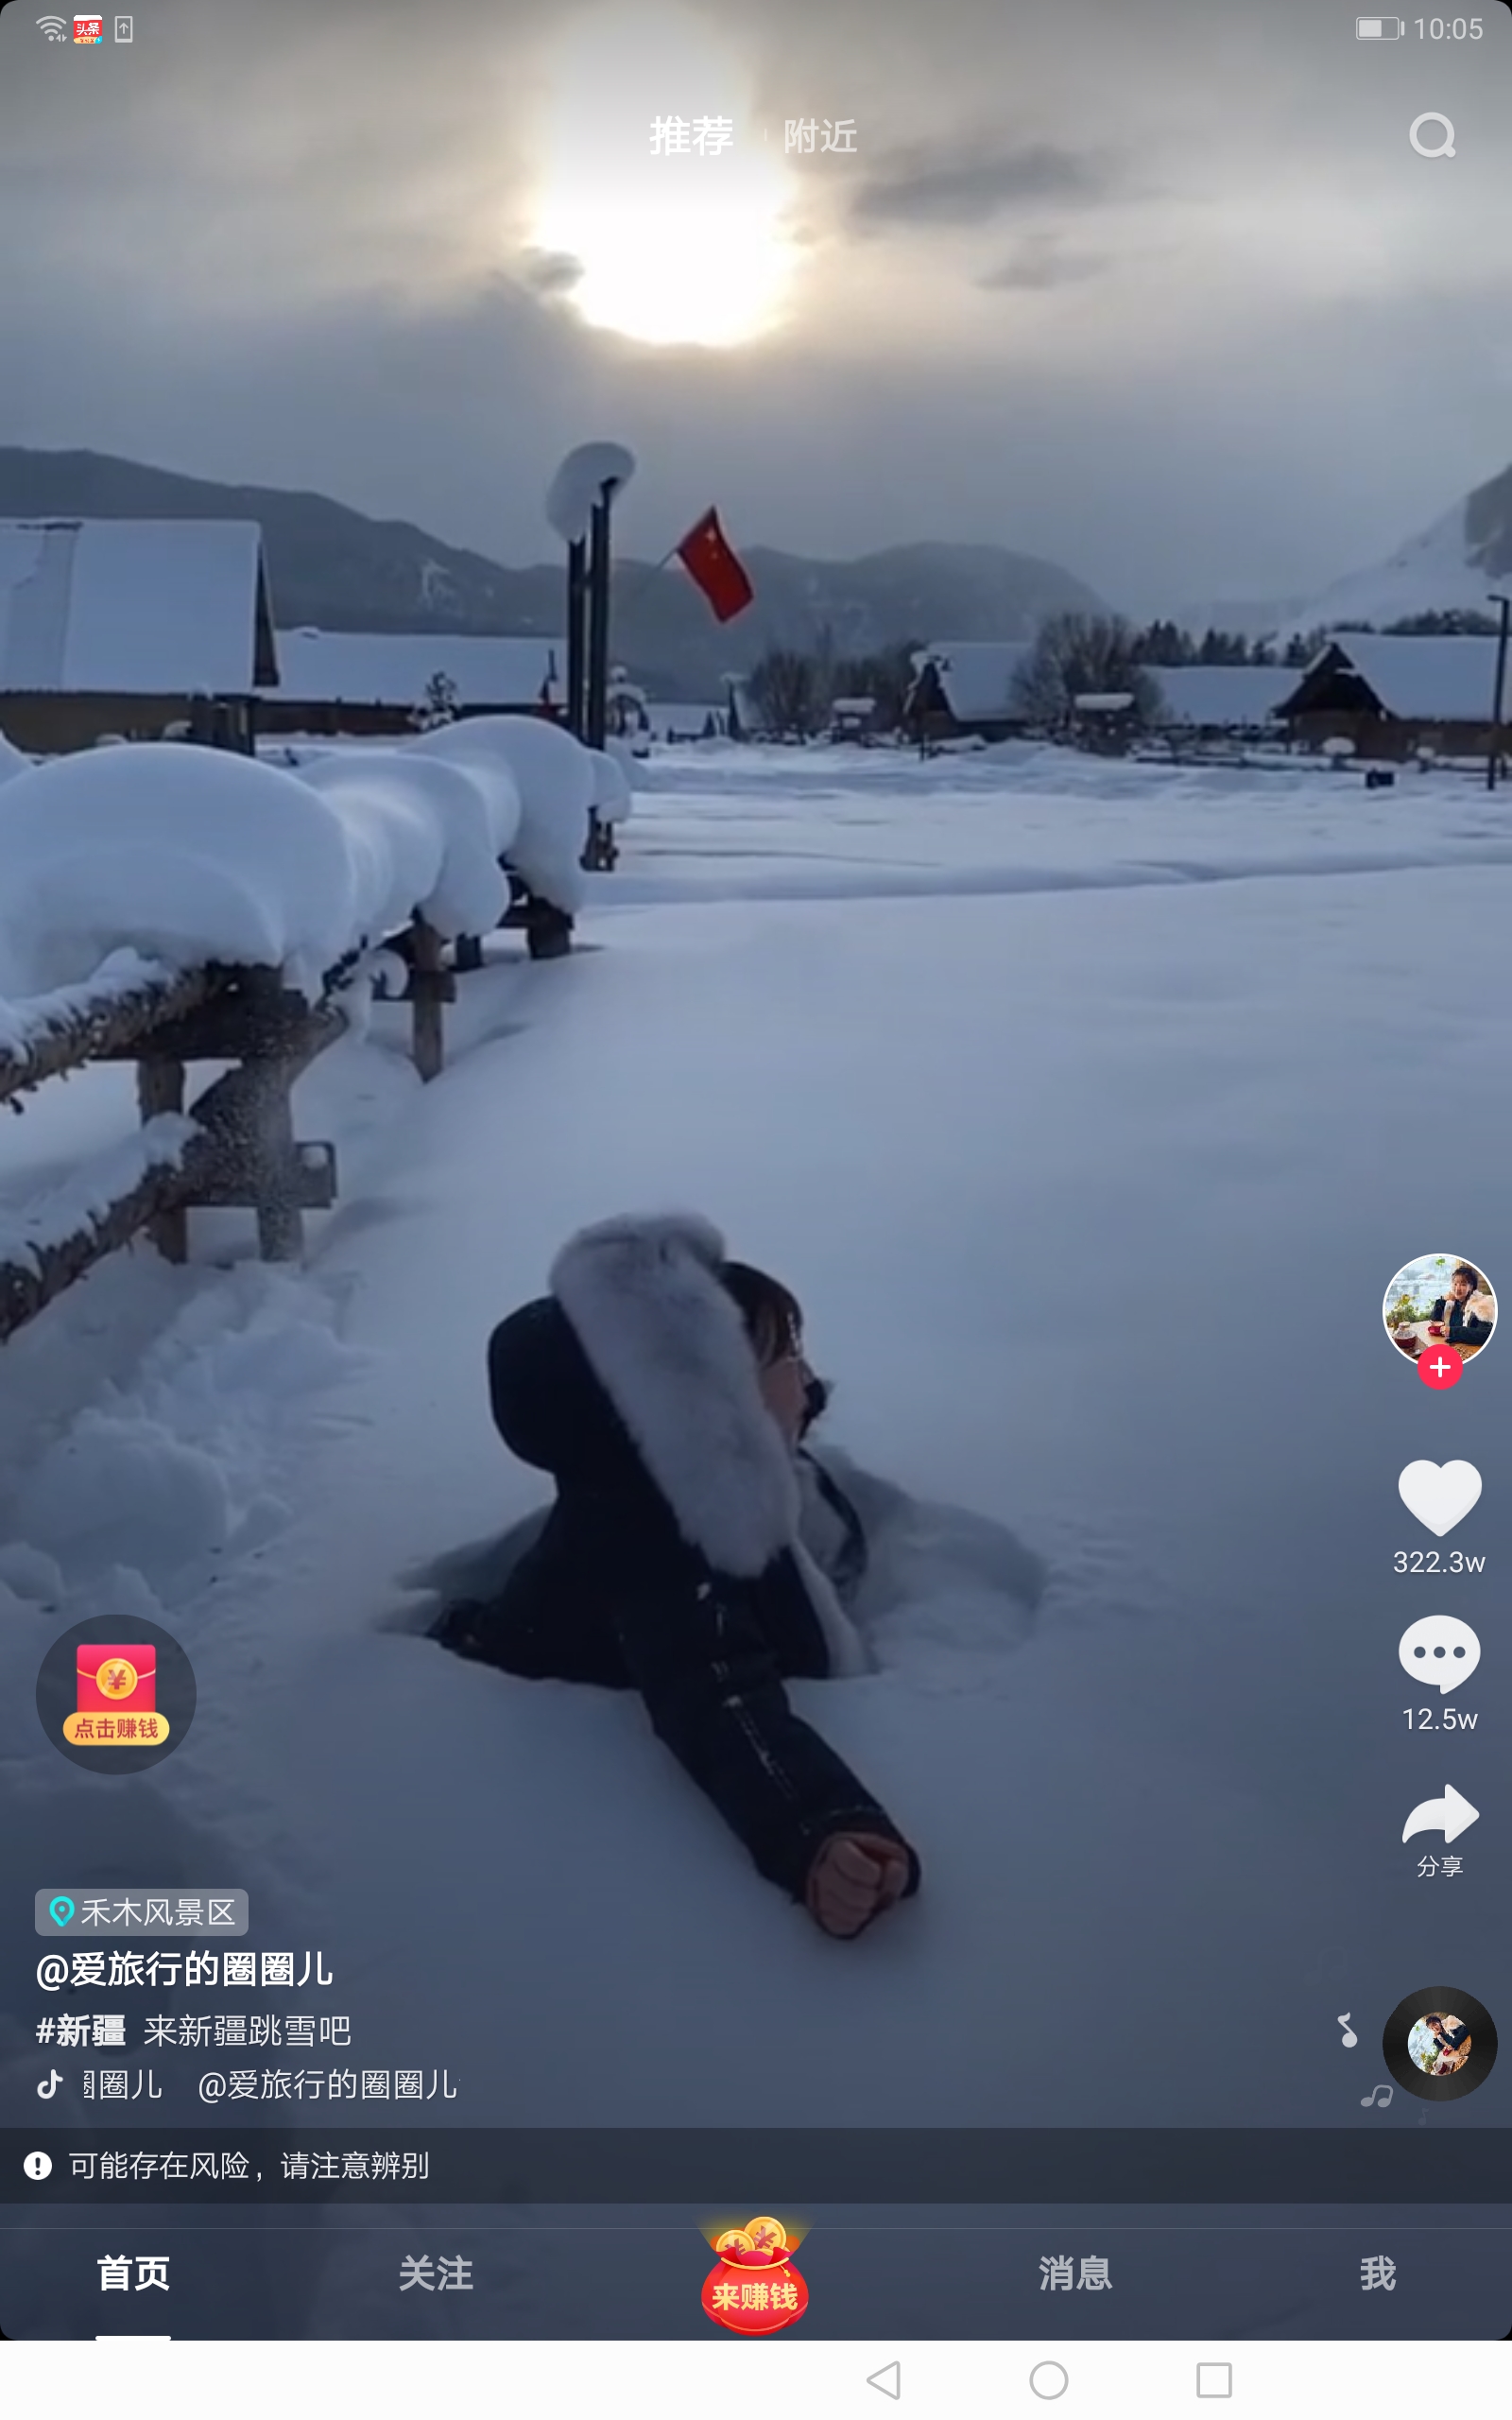 头条
10:05
推荐
附近
322.3w
12.5w
分享
点击赚钱
禾木风景区
@爱旅行的圈圈儿
#新疆 来新疆跳雪吧
圈儿 @爱旅行的圈圈儿
可能存在风险，请注意辨别
首页
关注
来赚钱
消息
我